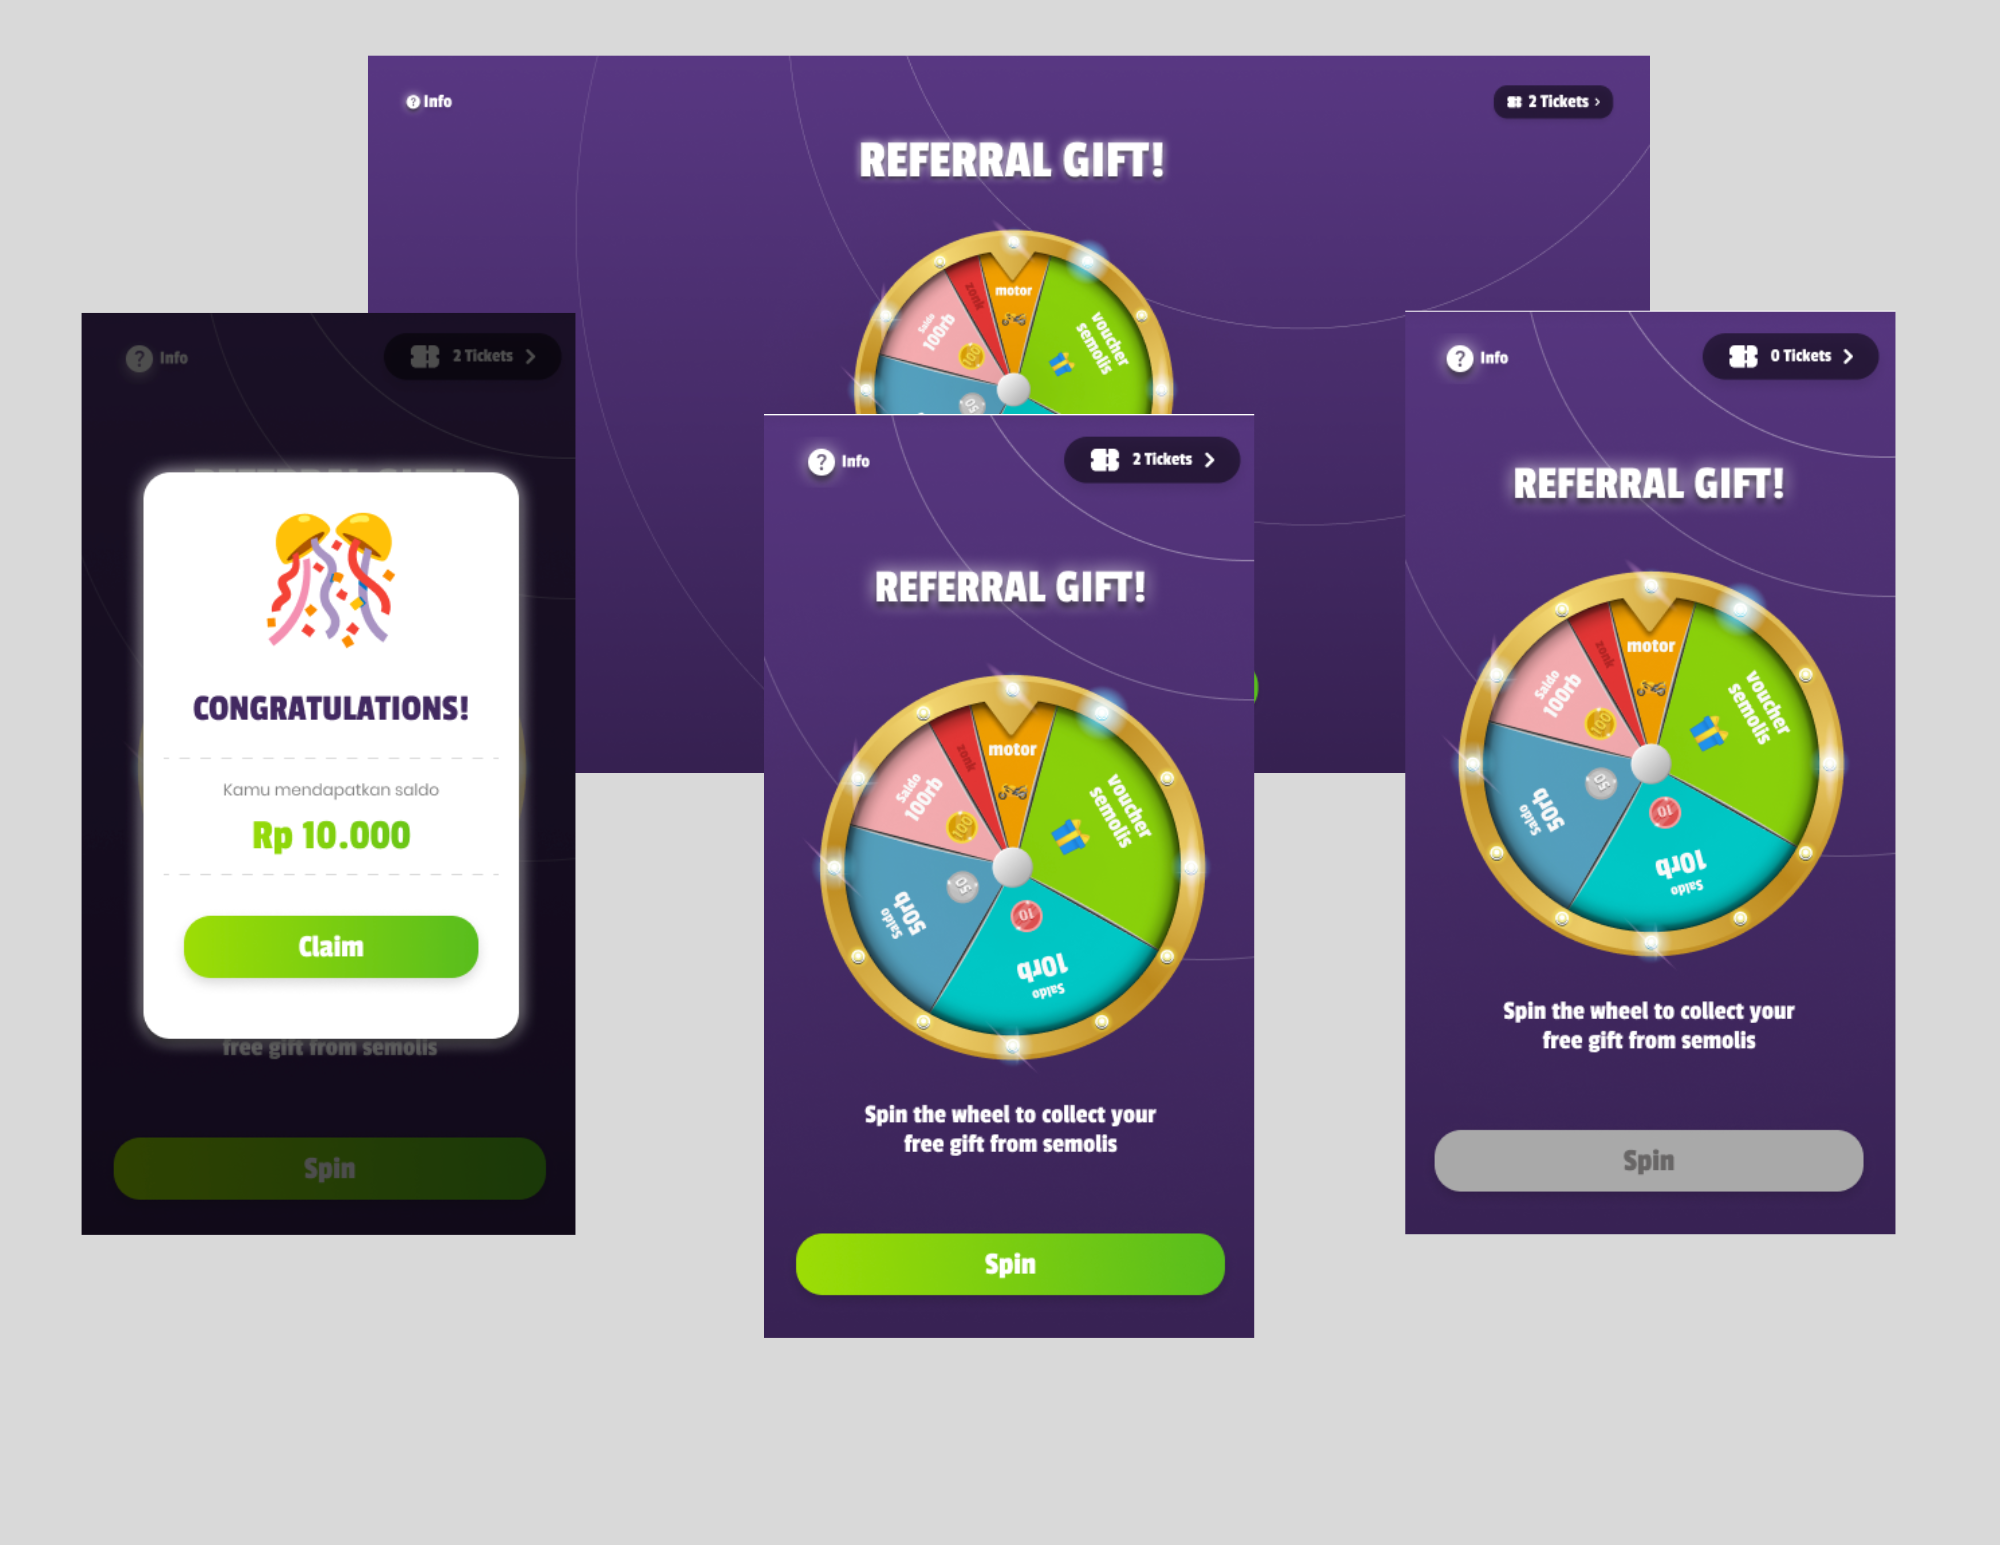 Info
2 Tickets
REFERRAL GIFT!
motor
zonk
Saldo
100rb
100
voucher
semolis
50
Info
2 Tickets
CONGRATULATIONS!
Kamu mendapatkan saldo
Rp 10.000
Claim
free gift from semolis
Spin
Info
2 Tickets
REFERRAL GIFT!
motor
zonk
Saldo
100rb
100
voucher
semolis
50
50rb
Saldo
10
10rb
Saldo
Spin the wheel to collect your
free gift from semolis
Spin
Info
0 Tickets
REFERRAL GIFT!
motor
zonk
Saldo
100rb
100
voucher
semolis
50
50rb
Saldo
10
10rb
Saldo
Spin the wheel to collect your
free gift from semolis
Spin